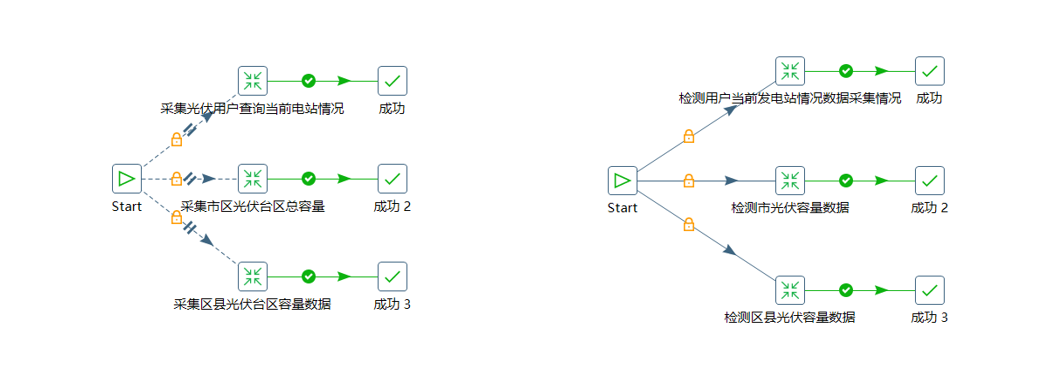 采集光伏用户查询当前电站情况
成功
Start
采集市区光伏台区总容量
成功 2
采集区县光伏台区容量数据
成功 3
检测用户当前发电站情况数据采集情况
成功
Start
检测市光伏容量数据
成功 2
检测区县光伏容量数据
成功 3